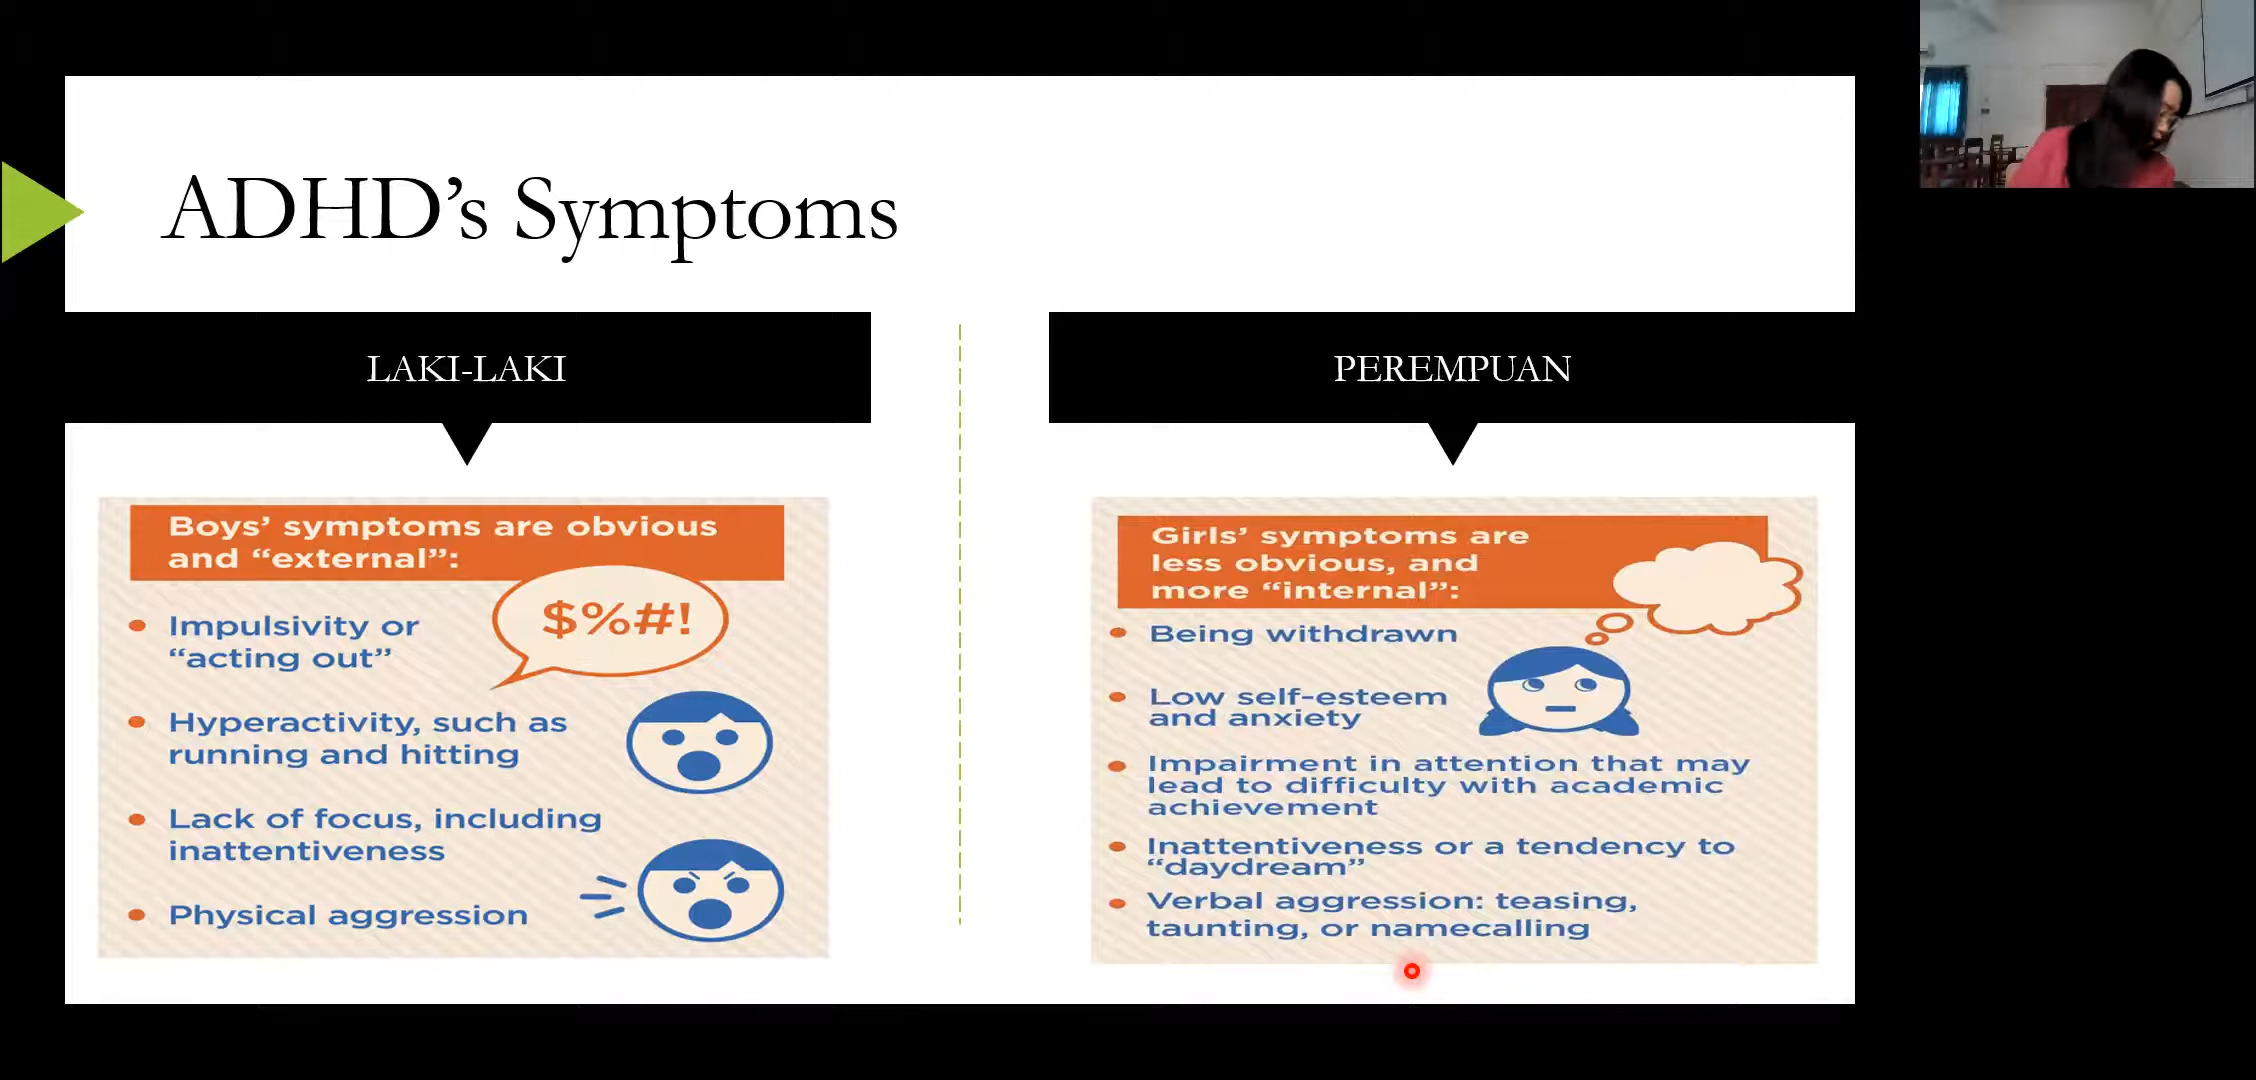 ADHD’s Symptoms
LAKI-LAKI
Boys’ symptoms are obvious
and “external”:
$%#!
Impulsivity or
“acting out”
Hyperactivity, such as
running and hitting
Lack of focus, including
inattentiveness
Physical aggression
PEREMPUAN
Girls’ symptoms are
less obvious, and
more “internal”:
Being withdrawn
Low self-esteem
and anxiety
Impairment in attention that may
lead to difficulty with academic
achievement
Inattentiveness or a tendency to
“daydream”
Verbal aggression: teasing,
taunting, or namecalling